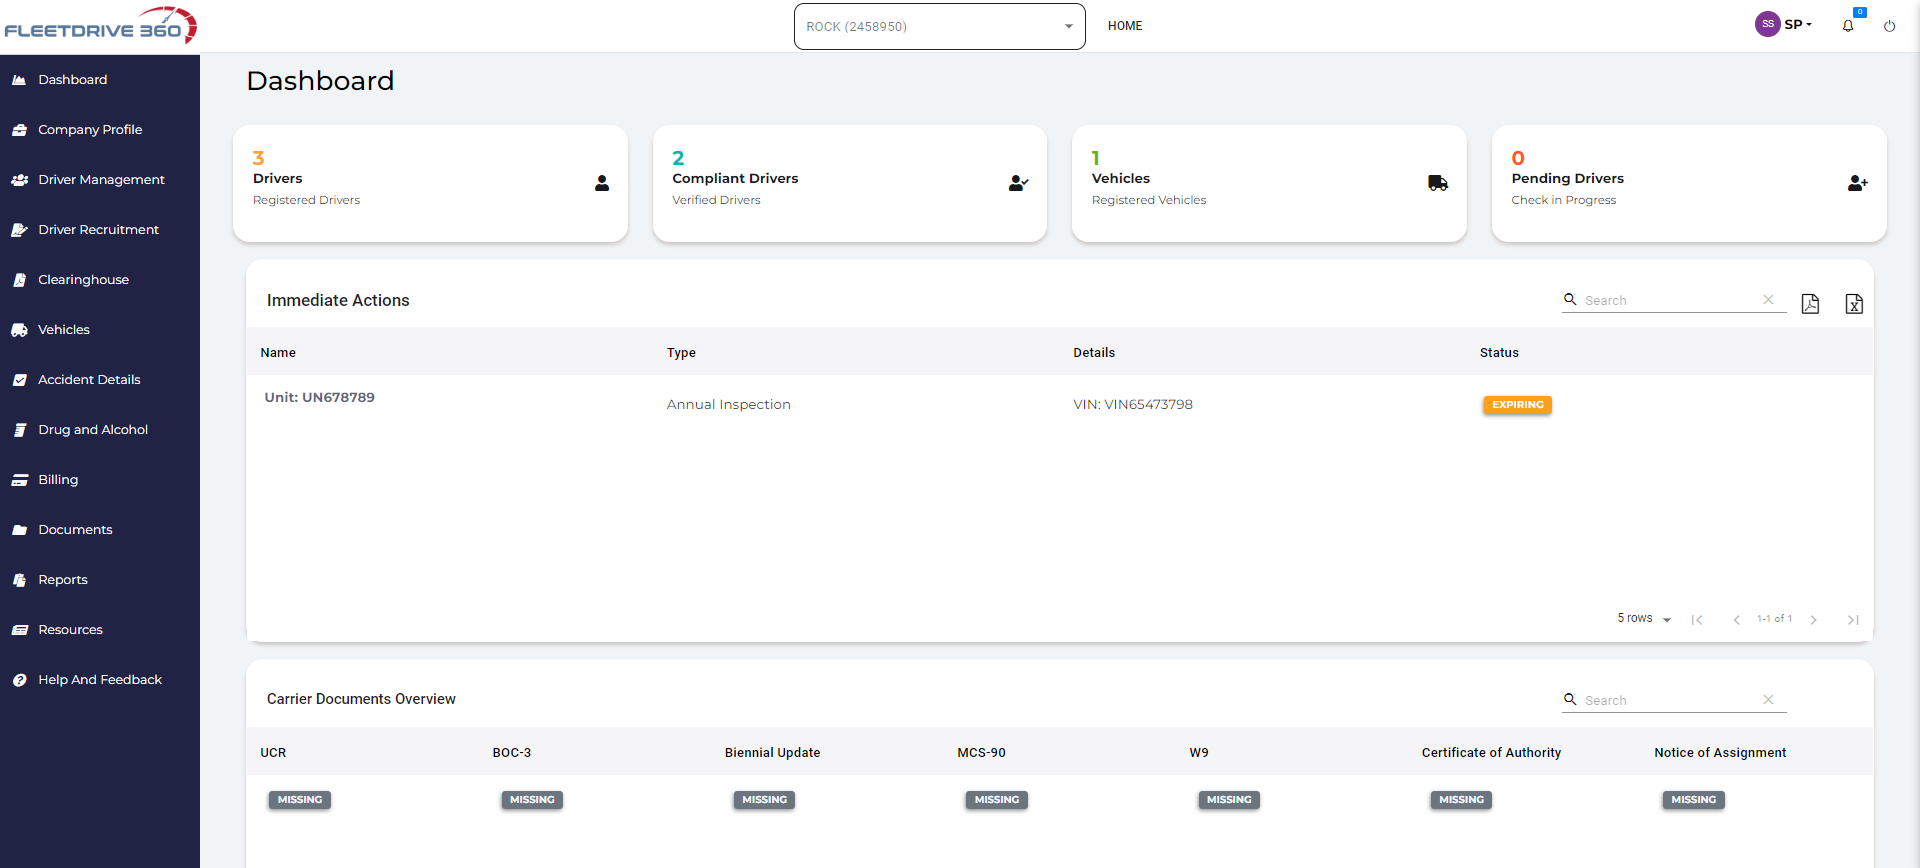 FLEETDRIVE 360
ROCK (2458950)
HOME
SS
SP
0
Dashboard
Company Profile
Driver Management
Driver Recruitment
Clearinghouse
Vehicles
Accident Details
Drug and Alcohol
Billing
Documents
Reports
Resources
Help And Feedback
Dashboard
3
Drivers
Registered Drivers
2
Compliant Drivers
Verified Drivers
1
Vehicles
Registered Vehicles
0
Pending Drivers
Check in Progress
Immediate Actions
Search
Name Type Details Status
Unit: UN678789 Annual Inspection VIN: VIN65473798 EXPIRING
5 rows 1-1 of 1
Carrier Documents Overview
Search
UCR BOC-3 Biennial Update MCS-90 W9 Certificate of Authority Notice of Assignment
MISSING MISSING MISSING MISSING MISSING MISSING MISSING